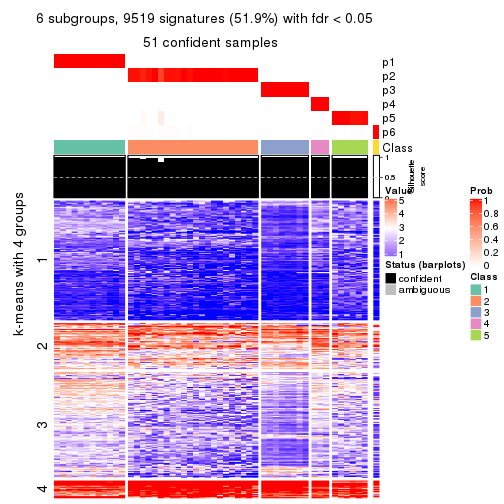 6 subgroups, 9519 signatures (51.9%) with fdr < 0.05
51 confident samples
p1
p2
p3
p4
p5
p6
Class
1
0.5
0
Silhouette
score
k-means with 4 groups
1
2
3
4
Value
5
4
3
2
1
Status (barplots)
confident
ambiguous
Prob
1
0.8
0.6
0.4
0.2
0
Class
1
2
3
4
5